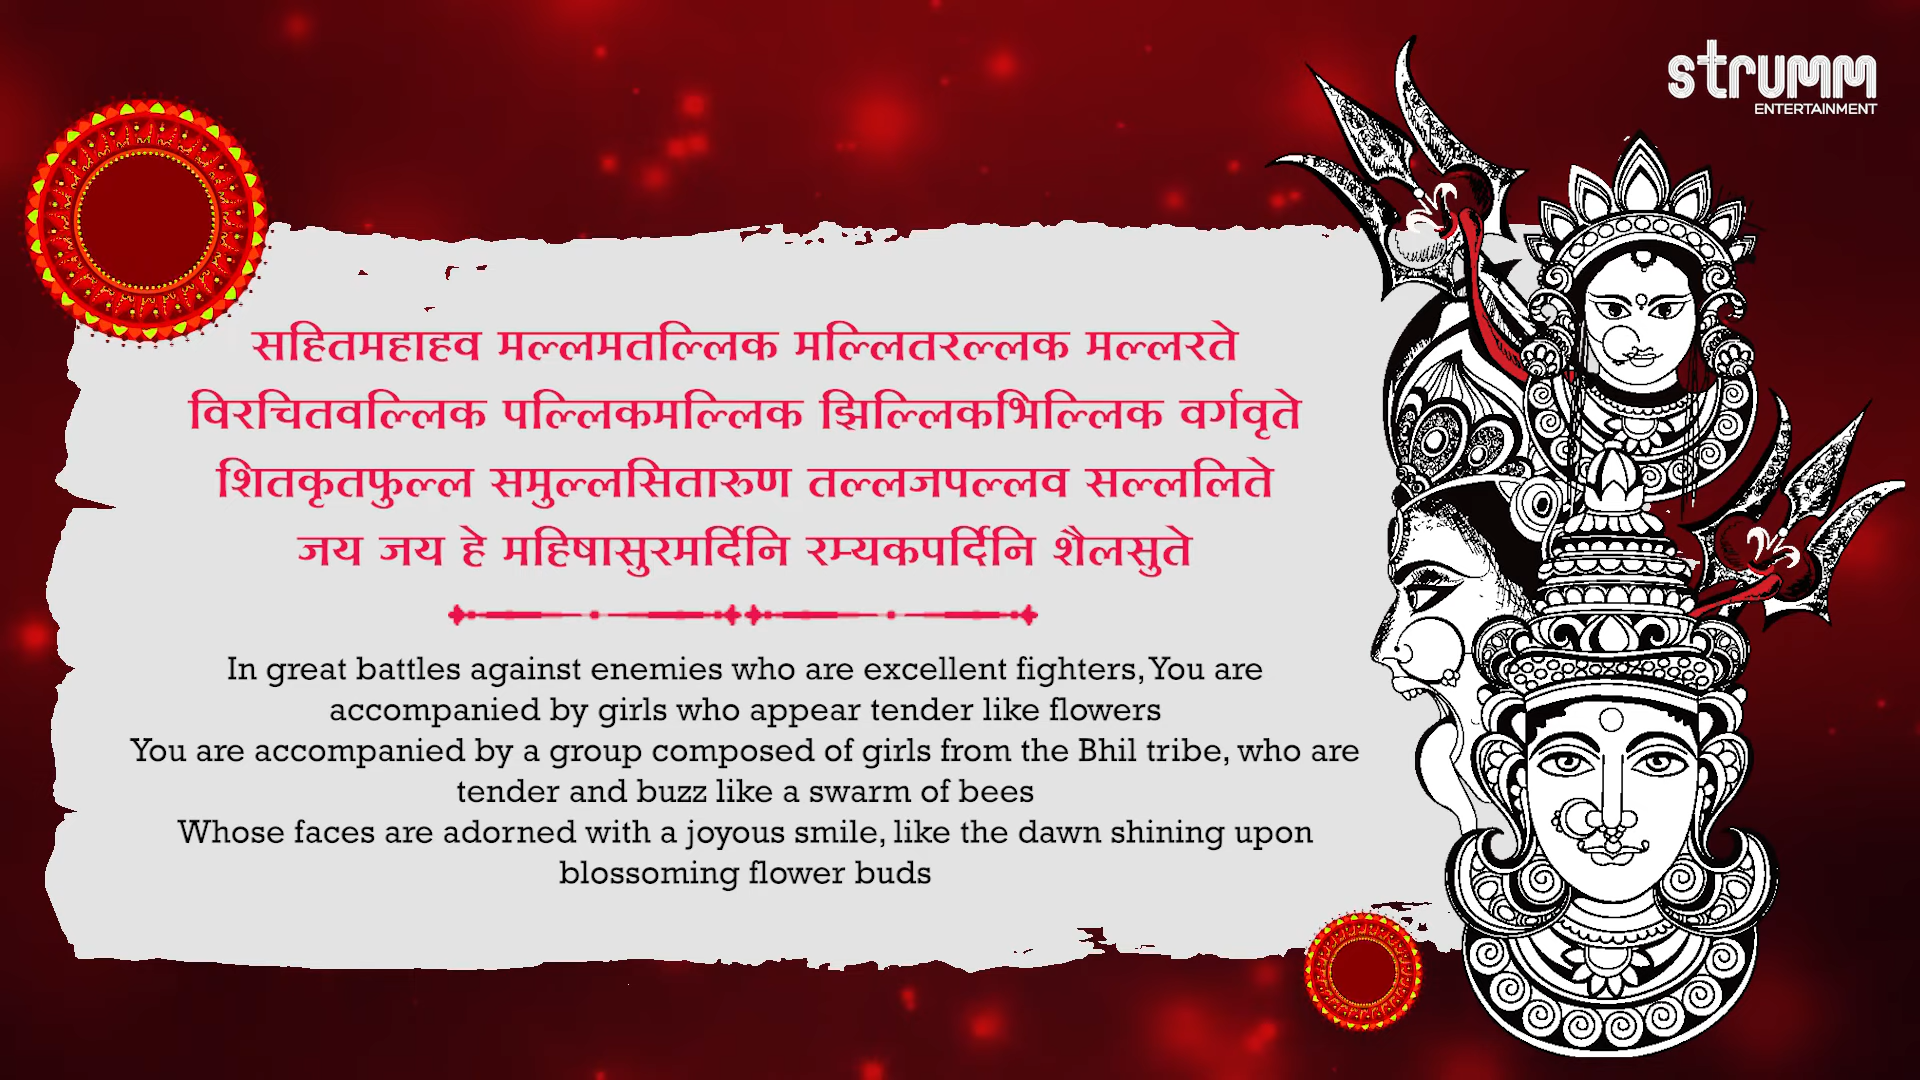 strumm
ENTERTAINMENT
सहितमहाहव मल्लमतल्लिक मल्लितरल्लक मल्लरते
विरचितवल्लिक पल्लिकमल्लिक झिल्लिकभिल्लिक वर्गवृते
शितकृतफुल्ल समुल्लसितारुण तल्लजपल्लव सल्ललिते
जय जय हे महिषासुरमर्दिनि रम्यकपर्दिनि शैलसुते
In great battles against enemies who are excellent fighters, You are
accompanied by girls who appear tender like flowers
You are accompanied by a group composed of girls from the Bhil tribe, who are
tender and buzz like a swarm of bees
Whose faces are adorned with a joyous smile, like the dawn shining upon
blossoming flower buds